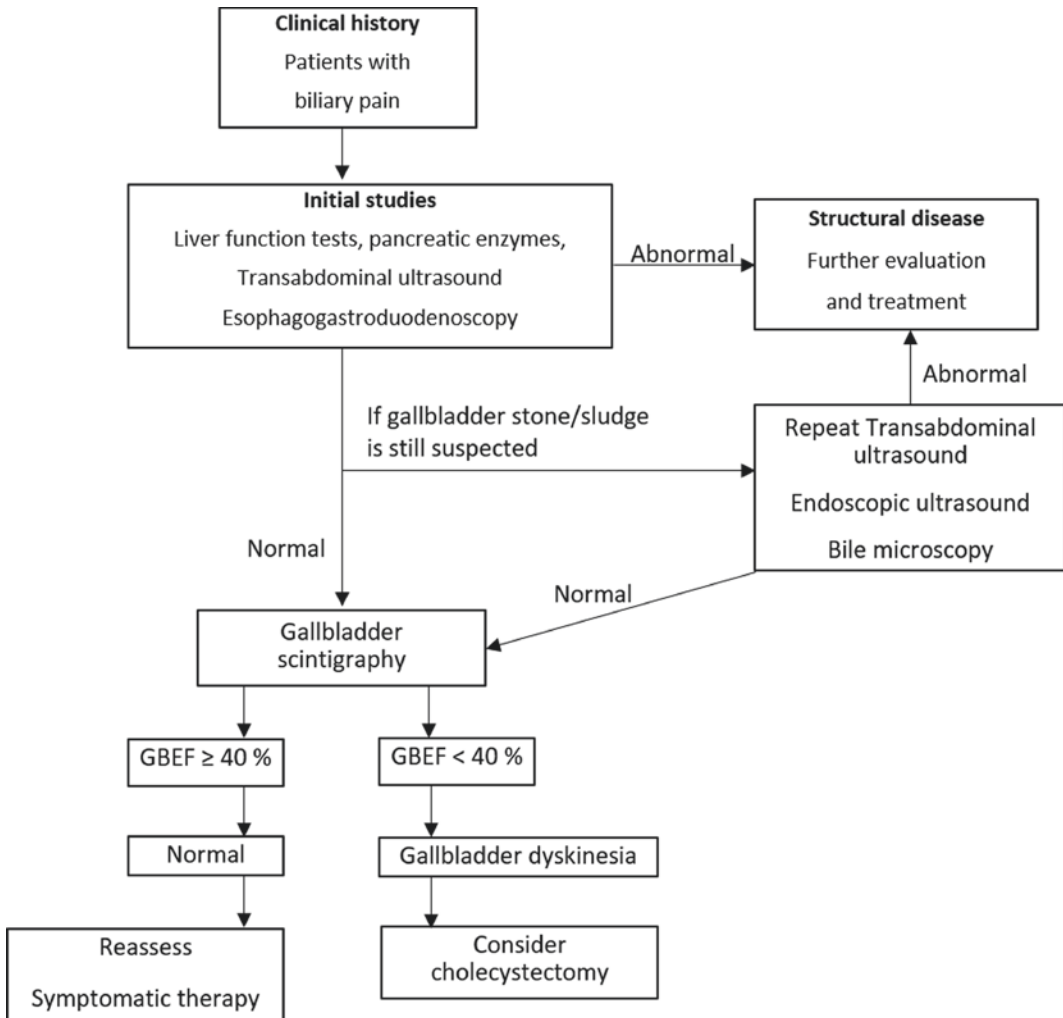 Clinical history
Patients with
biliary pain
Initial studies
Liver function tests, pancreatic enzymes,
Transabdominal ultrasound
Esophagogastroduodenoscopy
Abnormal
Structural disease
Further evaluation
and treatment
Abnormal
If gallbladder stone/sludge
is still suspected
Repeat Transabdominal
ultrasound
Endoscopic ultrasound
Bile microscopy
Normal
Normal
Gallbladder
scintigraphy
GBEF ≥ 40 %
GBEF < 40 %
Normal
Gallbladder dyskinesia
Reassess
Symptomatic therapy
Consider
cholecystectomy